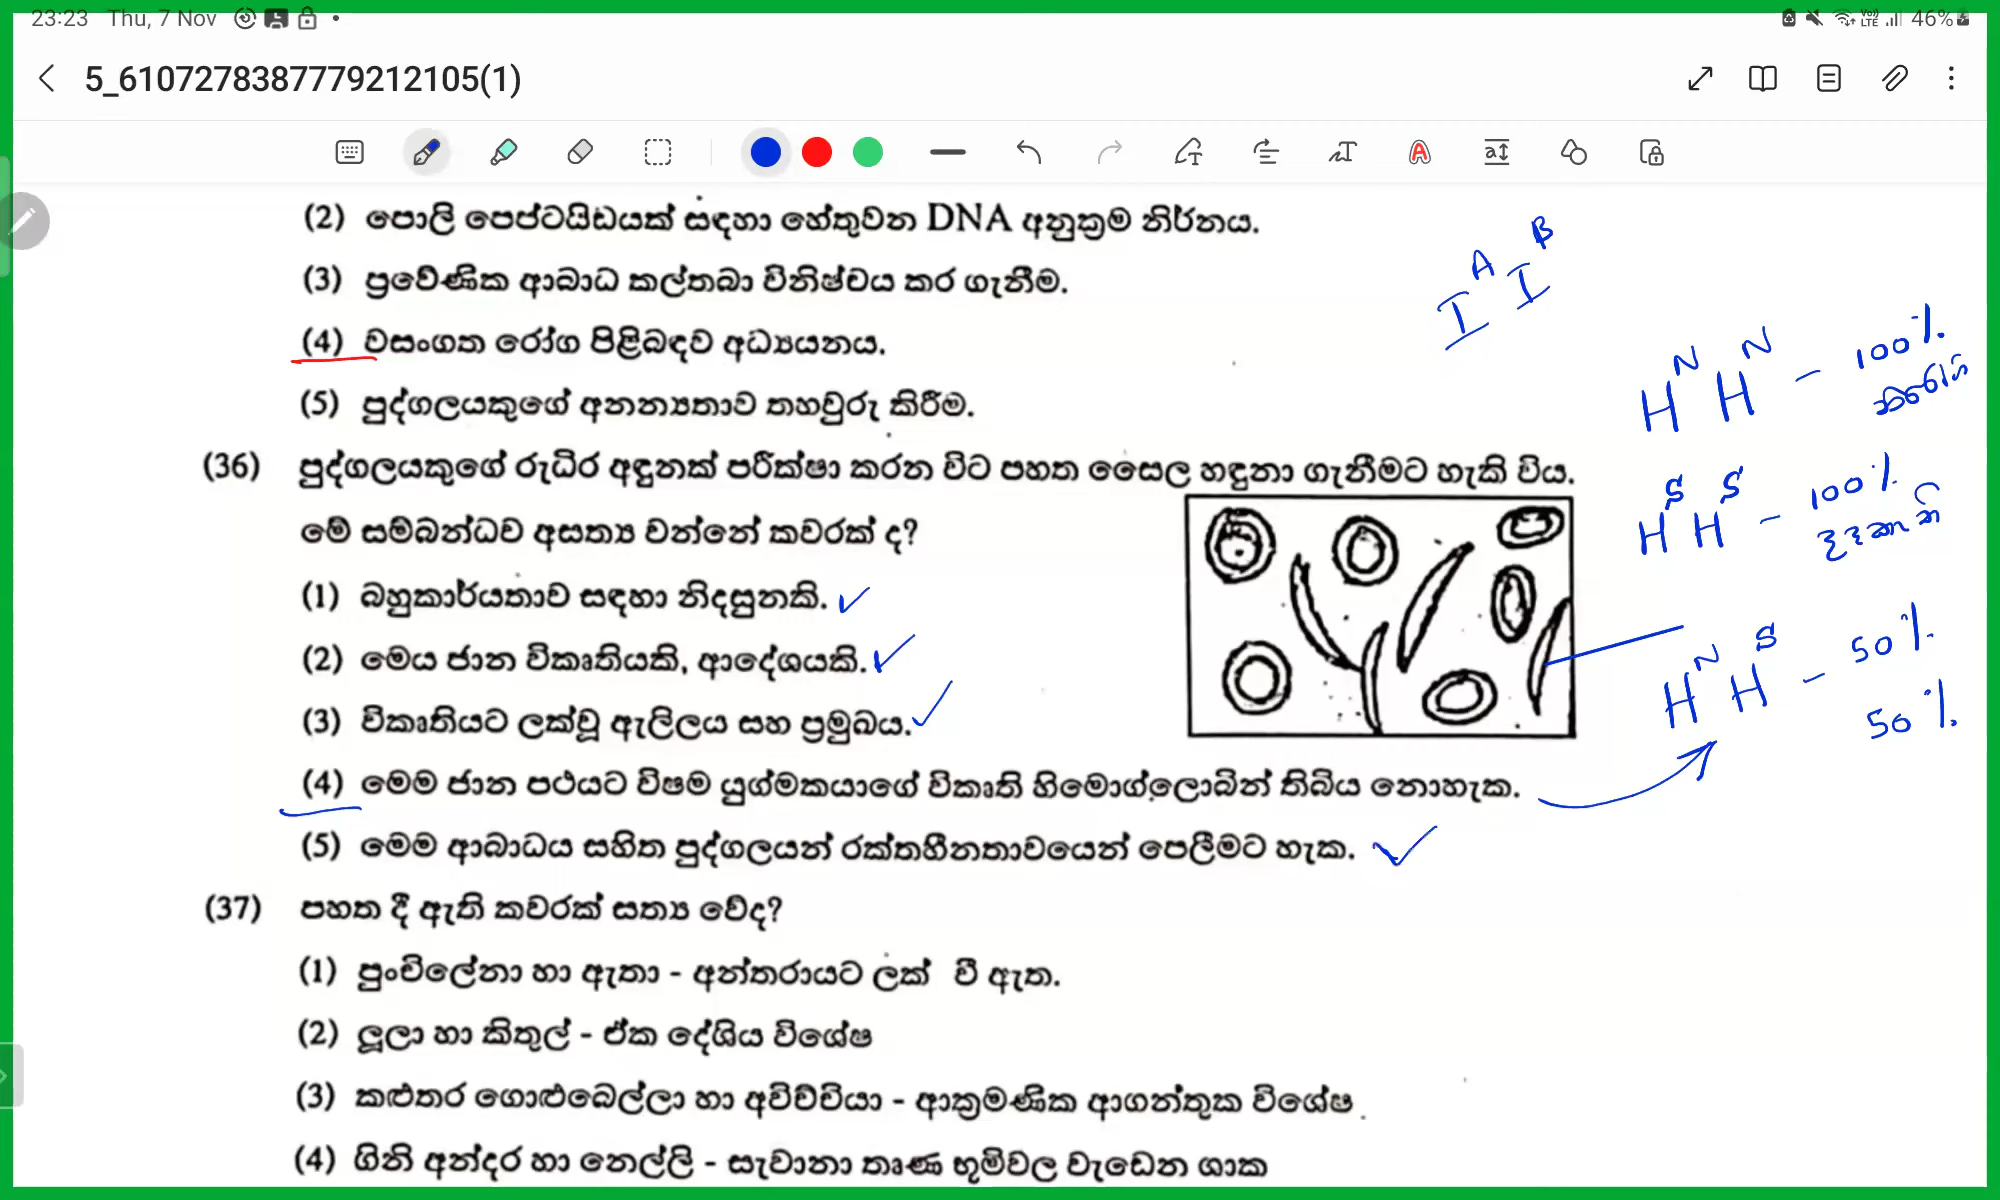 23:23 Thu, 7 Nov
46%
5_6107278387779212105(1)
(2) පොලි පෙප්ටයිඩයක් සඳහා හේතුවන DNA අනුක්‍රම නිර්නය.
(3) ප්‍රවේණික ආබාධ කල්තබා විනිෂ්චය කර ගැනීම.
(4) වසංගත රෝග පිළිබඳව අධ්‍යයනය.
(5) පුද්ගලයකුගේ අනන්‍යතාව තහවුරු කිරීම.
I^A I^B
(36) පුද්ගලයකුගේ රුධිර අඳුනක් පරීක්ෂා කරන විට පහත සෛල හඳුනා ගැනීමට හැකි විය.
මේ සම්බන්ධව අසත්‍ය වන්නේ කවරක් ද?
(1) බහුකාර්යතාව සඳහා නිදසුනකි.
(2) මෙය ජාන විකෘතියකි, ආදේශයකි.
(3) විකෘතියට ලක්වූ ඇලිලය සහ ප්‍රමුඛය.
(4) මෙම ජාන පථයට විෂම යුග්මකයාගේ විකෘති හිමොග්ලොබින් තිබිය නොහැක.
(5) මෙම ආබාධය සහිත පුද්ගලයන් රක්තහීනතාවයෙන් පෙලීමට හැක.
H^N H^N - 100%
H^S H^S - 100%
H^N H^S - 50%
50%
(37) පහත දී ඇති කවරක් සත්‍ය වේද?
(1) පුංචිලේනා හා ඇතා - අන්තරායට ලක් වී ඇත.
(2) ලූලා හා කිතුල් - ඒක දේශිය විශේෂ
(3) කළුතර ගොළුබෙල්ලා හා අවිච්චියා - ආක්‍රමණික ආගන්තුක විශේෂ
(4) ගිනි අන්දර හා නෙල්ලි - සැවානා තෘණ භූමිවල වැඩෙන ශාක